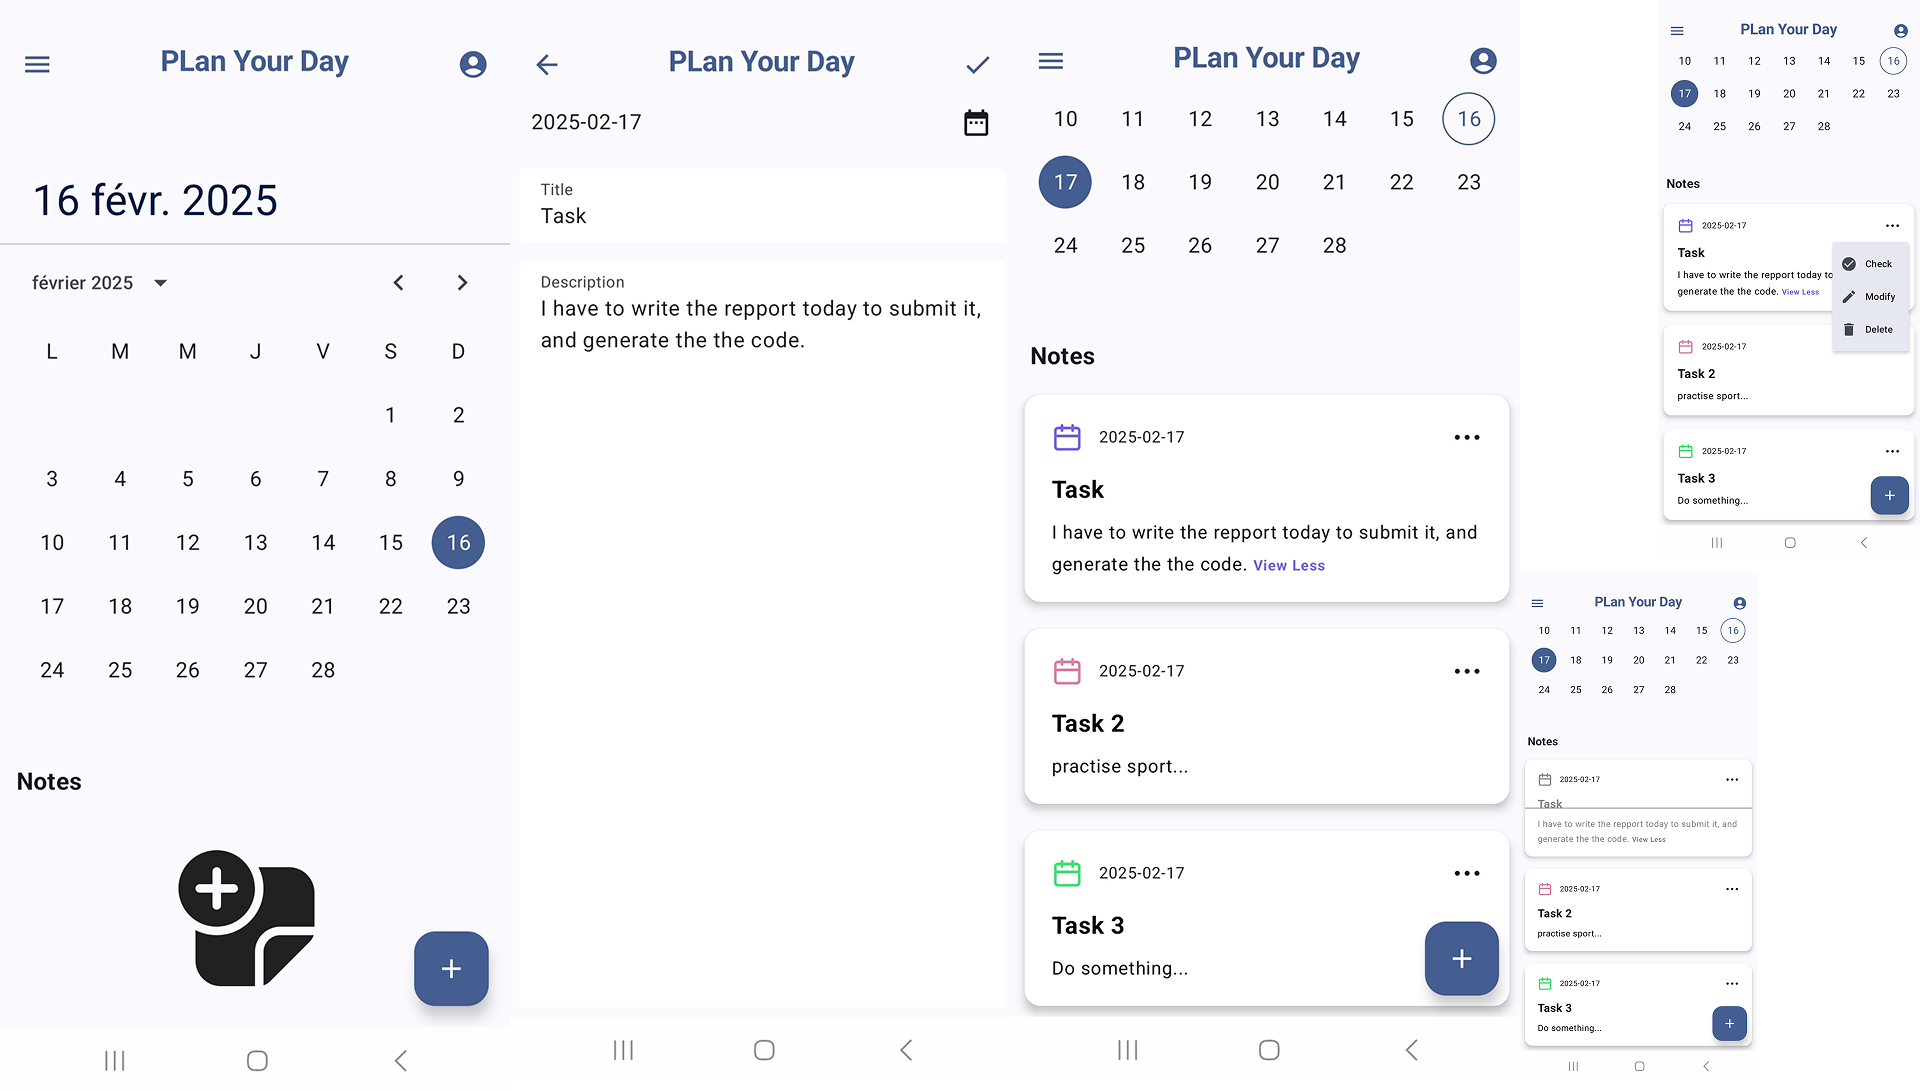 PLan Your Day
16 févr. 2025
février 2025
L M M J V S D
1 2
3 4 5 6 7 8 9
10 11 12 13 14 15 16
17 18 19 20 21 22 23
24 25 26 27 28
Notes
+
PLan Your Day
2025-02-17
Title
Task
Description
I have to write the repport today to submit it,
and generate the the code.
PLan Your Day
10 11 12 13 14 15 16
17 18 19 20 21 22 23
24 25 26 27 28
Notes
2025-02-17
Task
I have to write the repport today to submit it, and
generate the the code. View Less
2025-02-17
Task 2
practise sport...
2025-02-17
Task 3
Do something...
+
PLan Your Day
10 11 12 13 14 15 16
17 18 19 20 21 22 23
24 25 26 27 28
Notes
2025-02-17
Task
I have to write the repport today to
generate the the code. View Less
Check
Modify
Delete
2025-02-17
Task 2
practise sport...
2025-02-17
Task 3
Do something...
+
PLan Your Day
10 11 12 13 14 15 16
17 18 19 20 21 22 23
24 25 26 27 28
Notes
2025-02-17
Task
I have to write the repport today to submit it, and
generate the the code. View Less
2025-02-17
Task 2
practise sport...
2025-02-17
Task 3
Do something...
+